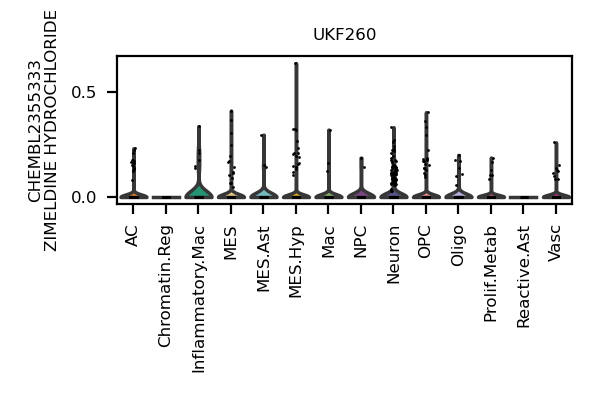 UKF260
CHEMBL2355333
ZIMELDINE HYDROCHLORIDE
0.5
0.0
AC
Chromatin.Reg
Inflammatory.Mac
MES
MES.Ast
MES.Hyp
Mac
NPC
Neuron
OPC
Oligo
Prolif.Metab
Reactive.Ast
Vasc